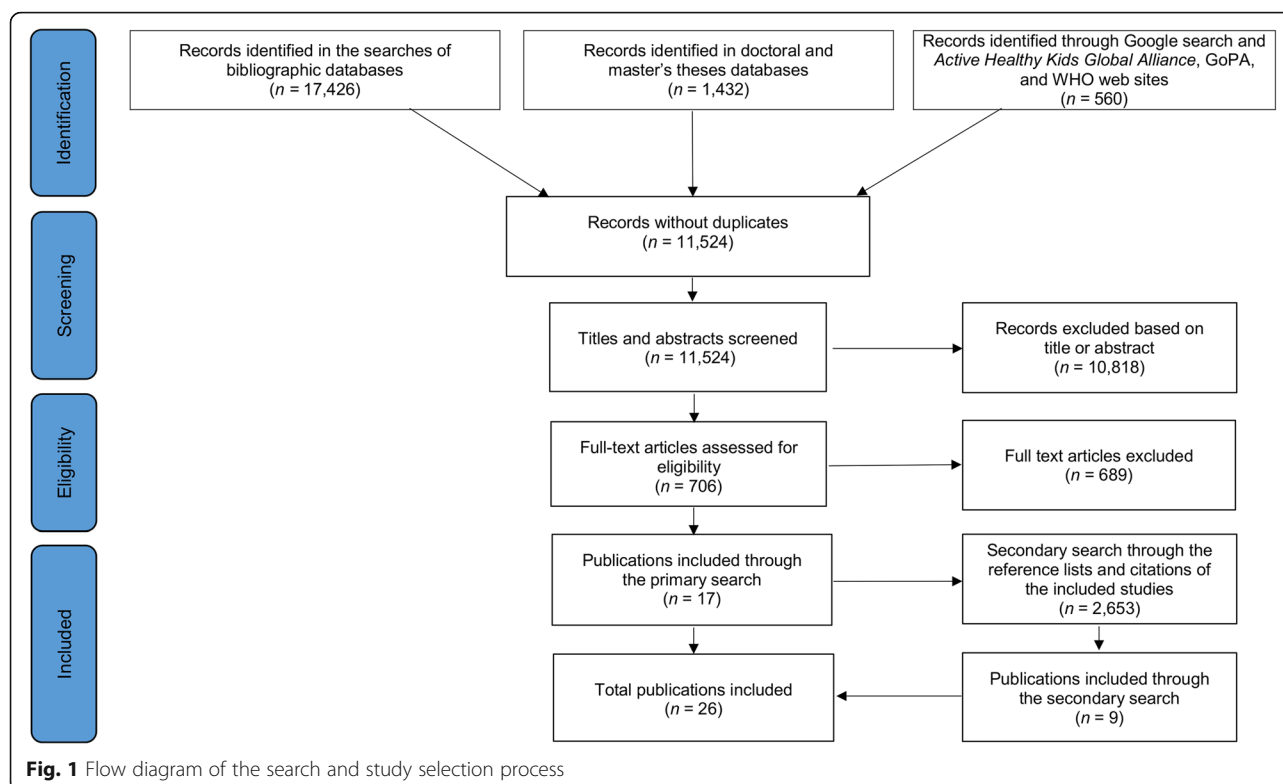 Identification
Records identified in the searches of
bibliographic databases
(n = 17,426)
Records identified in doctoral and
master's theses databases
(n = 1,432)
Records identified through Google search and
Active Healthy Kids Global Alliance, GoPA,
and WHO web sites
(n = 560)
Screening
Records without duplicates
(n = 11,524)
Titles and abstracts screened
(n = 11,524)
Records excluded based on
title or abstract
(n = 10,818)
Eligibility
Full-text articles assessed for
eligibility
(n = 706)
Full text articles excluded
(n = 689)
Included
Publications included through
the primary search
(n = 17)
Secondary search through the
reference lists and citations of
the included studies
(n = 2,653)
Total publications included
(n = 26)
Publications included through
the secondary search
(n = 9)
Fig. 1 Flow diagram of the search and study selection process